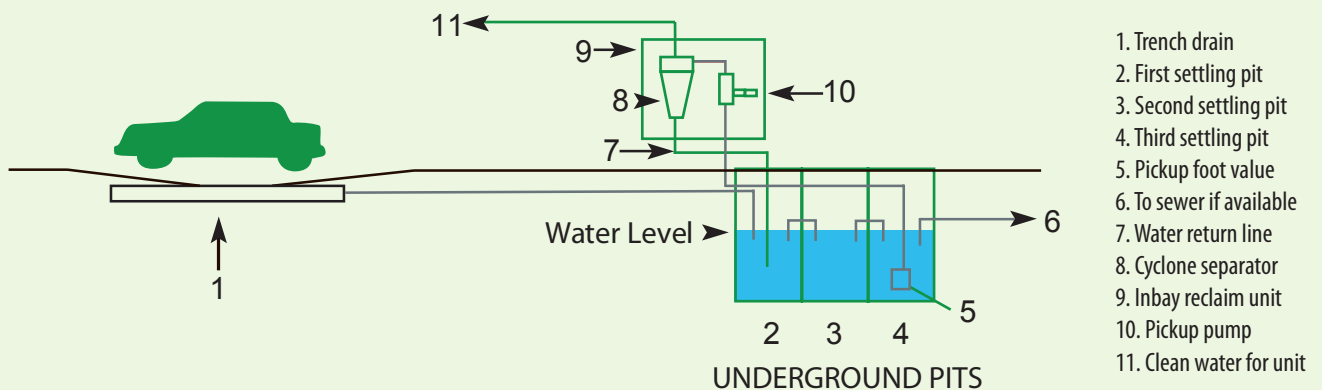 11
9
8
10
7
Water Level
6
1
5
2 3 4
UNDERGROUND PITS
1. Trench drain
2. First settling pit
3. Second settling pit
4. Third settling pit
5. Pickup foot value
6. To sewer if available
7. Water return line
8. Cyclone separator
9. Inbay reclaim unit
10. Pickup pump
11. Clean water for unit